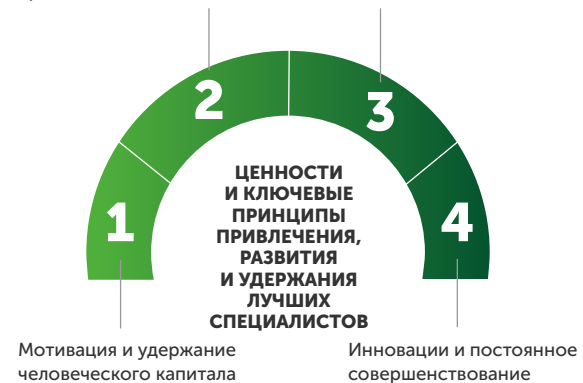 2
3
1
4
ЦЕННОСТИ
И КЛЮЧЕВЫЕ
ПРИНЦИПЫ
ПРИВЛЕЧЕНИЯ,
РАЗВИТИЯ
И УДЕРЖАНИЯ
ЛУЧШИХ
СПЕЦИАЛИСТОВ
Мотивация и удержание
человеческого капитала
Инновации и постоянное
совершенствование